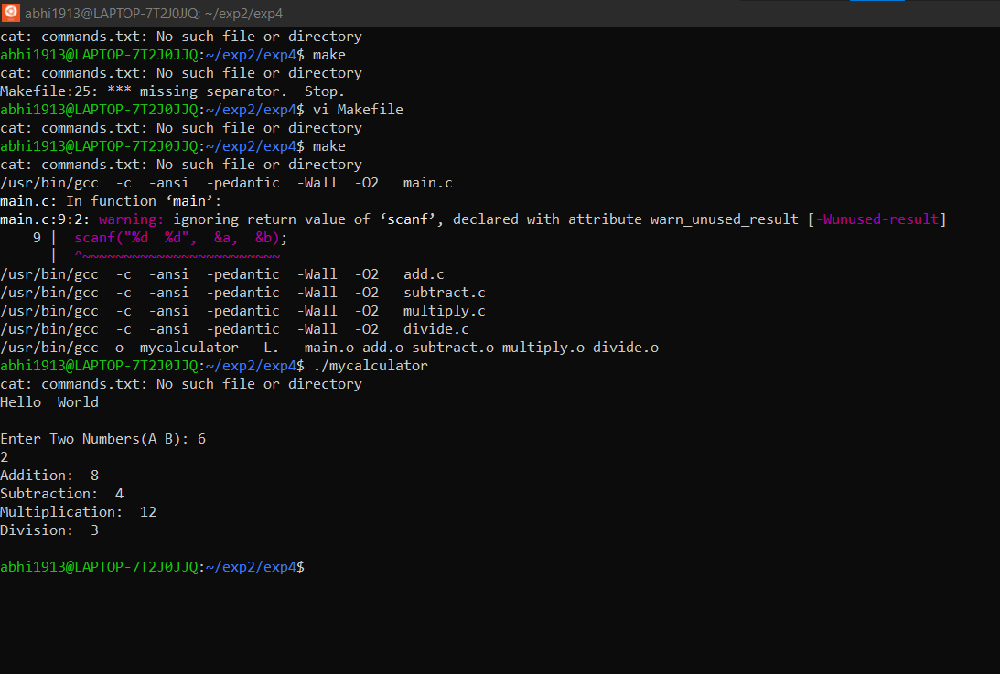 abhi1913@LAPTOP-7T2J0JJQ: ~/exp2/exp4
cat: commands.txt: No such file or directory
abhi1913@LAPTOP-7T2J0JJQ:~/exp2/exp4$ make
cat: commands.txt: No such file or directory
Makefile:25: *** missing separator.  Stop.
abhi1913@LAPTOP-7T2J0JJQ:~/exp2/exp4$ vi Makefile
cat: commands.txt: No such file or directory
abhi1913@LAPTOP-7T2J0JJQ:~/exp2/exp4$ make
cat: commands.txt: No such file or directory
/usr/bin/gcc  -c  -ansi  -pedantic  -Wall  -O2   main.c
main.c: In function ‘main’:
main.c:9:2: warning: ignoring return value of ‘scanf’, declared with attribute warn_unused_result [-Wunused-result]
    9 |  scanf("%d  %d",  &a,  &b);
      |  ^~~~~~~~~~~~~~~~~~~~~~~~~
/usr/bin/gcc  -c  -ansi  -pedantic  -Wall  -O2   add.c
/usr/bin/gcc  -c  -ansi  -pedantic  -Wall  -O2   subtract.c
/usr/bin/gcc  -c  -ansi  -pedantic  -Wall  -O2   multiply.c
/usr/bin/gcc  -c  -ansi  -pedantic  -Wall  -O2   divide.c
/usr/bin/gcc -o  mycalculator  -L.   main.o add.o subtract.o multiply.o divide.o
abhi1913@LAPTOP-7T2J0JJQ:~/exp2/exp4$ ./mycalculator
cat: commands.txt: No such file or directory
Hello  World
Enter Two Numbers(A B): 6
2
Addition:  8
Subtraction:  4
Multiplication:  12
Division:  3
abhi1913@LAPTOP-7T2J0JJQ:~/exp2/exp4$